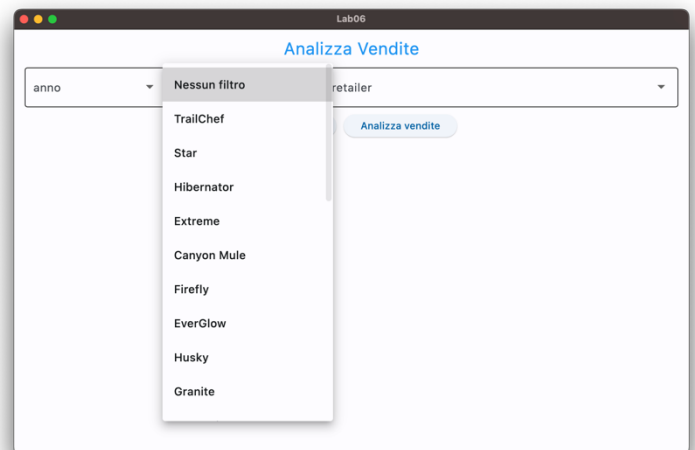 Lab06
Analizza Vendite
anno
Nessun filtro
retailer
TrailChef
Analizza vendite
Star
Hibernator
Extreme
Canyon Mule
Firefly
EverGlow
Husky
Granite